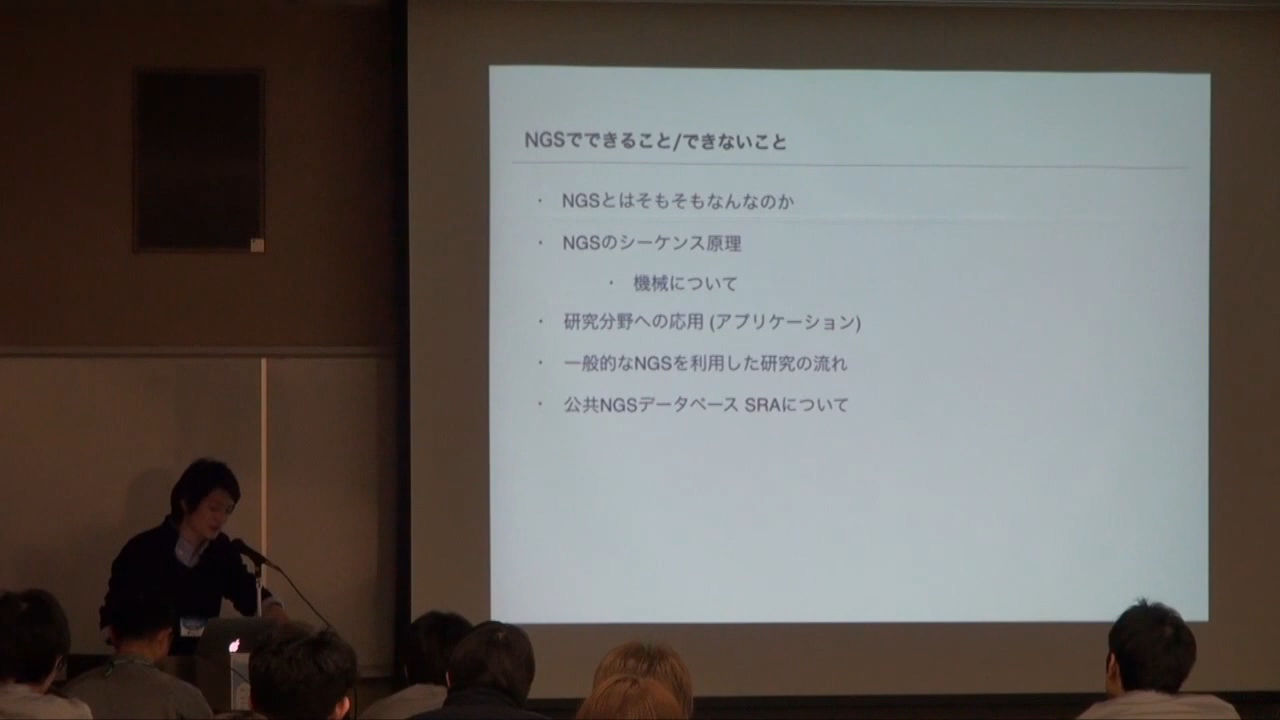 NGSでできること/できないこと
・ NGSとはそもそもなんなのか
・ NGSのシーケンス原理
・ 機械について
・ 研究分野への応用 (アプリケーション)
・ 一般的なNGSを利用した研究の流れ
・ 公共NGSデータベース SRAについて